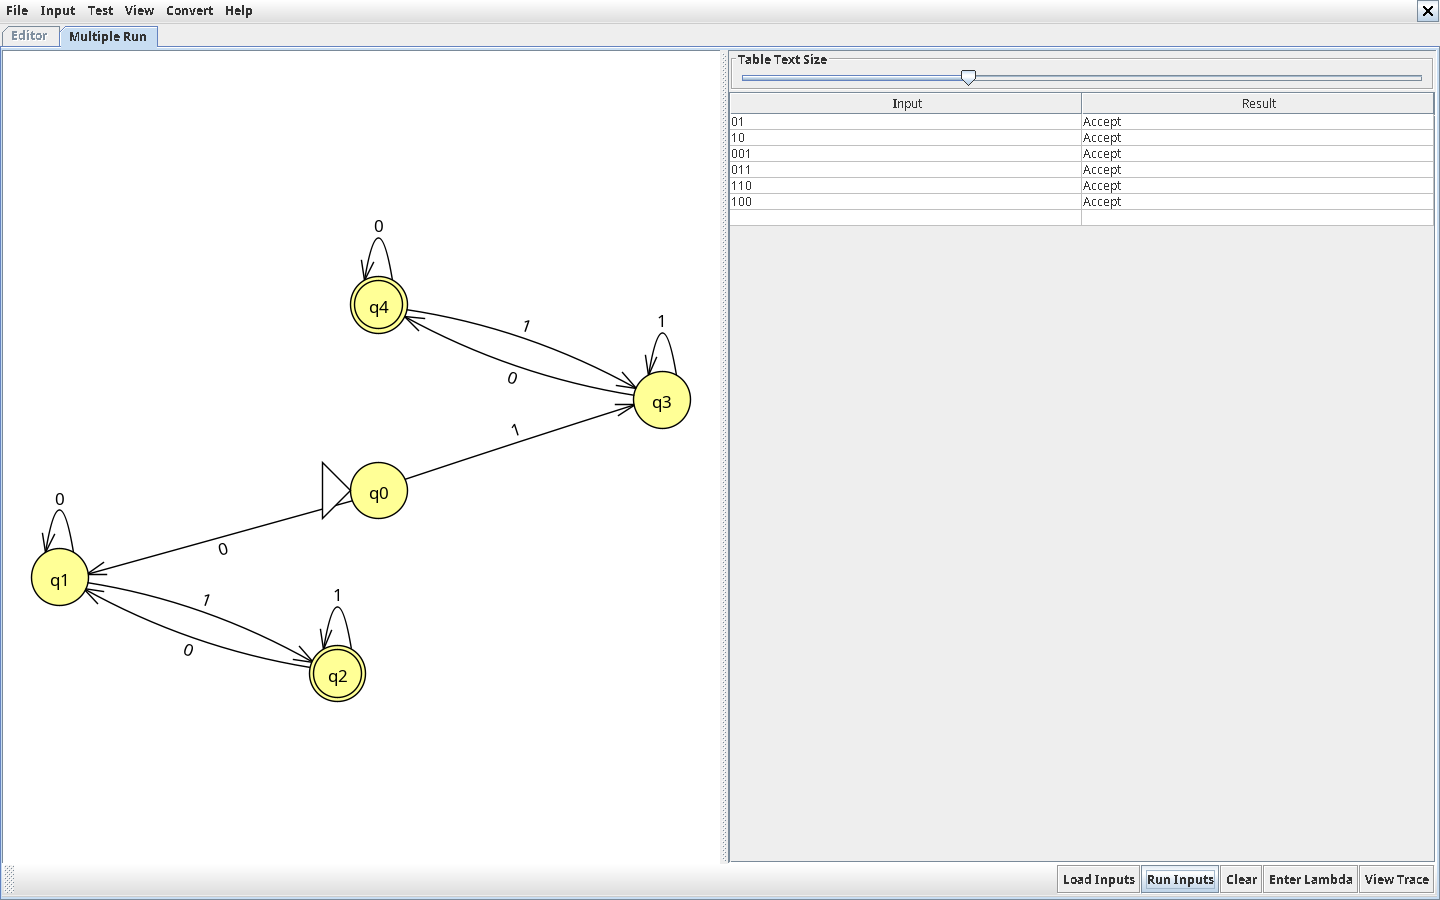 File Input Test View Convert Help
Editor Multiple Run
Table Text Size
Input Result
01 Accept
10 Accept
001 Accept
011 Accept
110 Accept
100 Accept
0
q4
1
1
0
q3
1
q0
0
0
q1
1
1
0
q2
Load Inputs Run Inputs Clear Enter Lambda View Trace